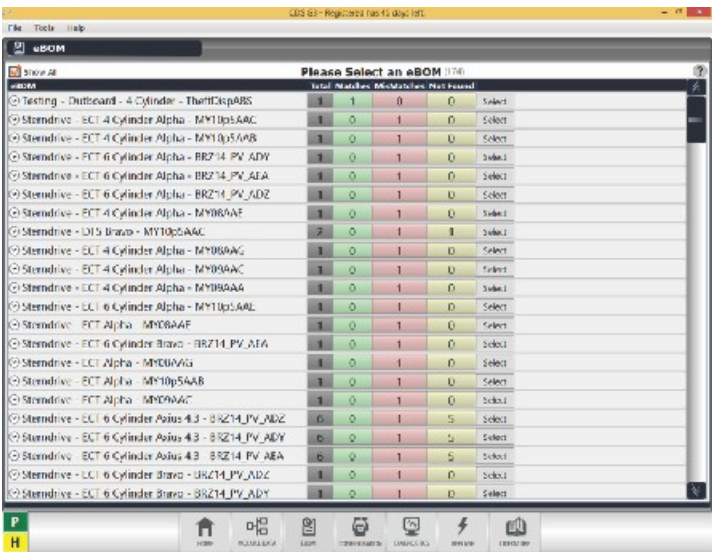 CDS G3 - Registered has 45 days left.
File Tools Help
eBOM
Show All Please Select an eBOM (174) ?
eBOM Total Matches MisMatches Not Found
Testing - Outboard - 4 Cylinder - TheftDispABS 1 1 0 0 Select
Sterndrive - ECT 4 Cylinder Alpha - MY10p5AAC 1 0 1 0 Select
Sterndrive - ECT 4 Cylinder Alpha - MY10p5AAB 1 0 1 0 Select
Sterndrive - ECT 6 Cylinder Alpha - BRZ14_PV_ADY 1 0 1 0 Select
Sterndrive - ECT 6 Cylinder Alpha - BRZ14_PV_AEA 1 0 1 0 Select
Sterndrive - ECT 6 Cylinder Alpha - BRZ14_PV_ADZ 1 0 1 0 Select
Sterndrive - ECT 4 Cylinder Alpha - MY08AAE 1 0 1 0 Select
Sterndrive - DTS Bravo - MY10p5AAC 2 0 1 1 Select
Sterndrive - ECT 4 Cylinder Alpha - MY08AAG 1 0 1 0 Select
Sterndrive - ECT 4 Cylinder Alpha - MY09AAC 1 0 1 0 Select
Sterndrive - ECT 4 Cylinder Alpha - MY09AAA 1 0 1 0 Select
Sterndrive - ECT 6 Cylinder Alpha - MY10p5AAE 1 0 1 0 Select
Sterndrive - ECT Alpha - MY08AAE 1 0 1 0 Select
Sterndrive - ECT 6 Cylinder Bravo - BRZ14_PV_AEA 1 0 1 0 Select
Sterndrive - ECT Alpha - MY08AAG 1 0 1 0 Select
Sterndrive - ECT Alpha - MY10p5AAB 1 0 1 0 Select
Sterndrive - ECT Alpha - MY09AAC 1 0 1 0 Select
Sterndrive - ECT 6 Cylinder Axius 4.3 - BRZ14_PV_ADZ 6 0 1 5 Select
Sterndrive - ECT 6 Cylinder Axius 4.3 - BRZ14_PV_ADY 6 0 1 5 Select
Sterndrive - ECT 6 Cylinder Axius 4.3 - BRZ14_PV_AEA 6 0 1 5 Select
Sterndrive - ECT 6 Cylinder Bravo - BRZ14_PV_ADZ 1 0 1 0 Select
Sterndrive - ECT 6 Cylinder Bravo - BRZ14_PV_ADY 1 0 1 0 Select
P
H
HOME EBOM DIAGNOSTICS